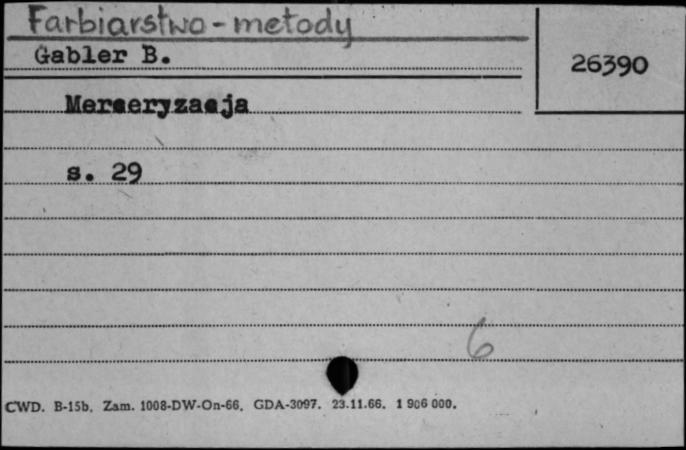 Farbiarstwo - metody
Gabler B.
26390
Merceryzacja
s. 29
6
CWD. B-15b. Zam. 1008-DW-On-66. GDA-3097. 23.11.66. 1 906 000.